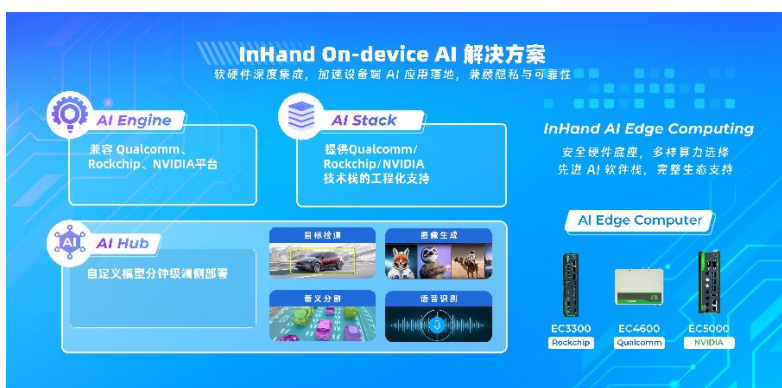 InHand On-device AI 解决方案
软硬件深度集成，加速设备端 AI 应用落地，兼顾隐私与可靠性
AI Engine
兼容 Qualcomm、
Rockchip、NVIDIA平台
AI Stack
提供Qualcomm/
Rockchip/NVIDIA
技术栈的工程化支持
AI Hub
AI
自定义模型分钟级端侧部署
目标检测
图像生成
语义分割
语音识别
InHand AI Edge Computing
安全硬件底座，多样算力选择
先进 AI 软件栈，完整生态支持
AI Edge Computer
EC3300
EC4600
EC5000
Rockchip
Qualcomm
NVIDIA